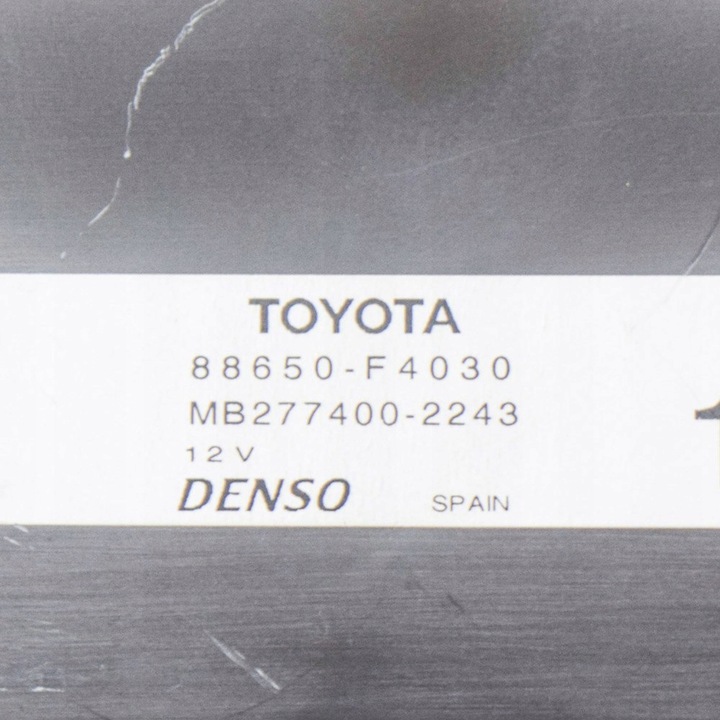 TOYOTA
88650-F4030
MB277400-2243
12V
DENSO SPAIN